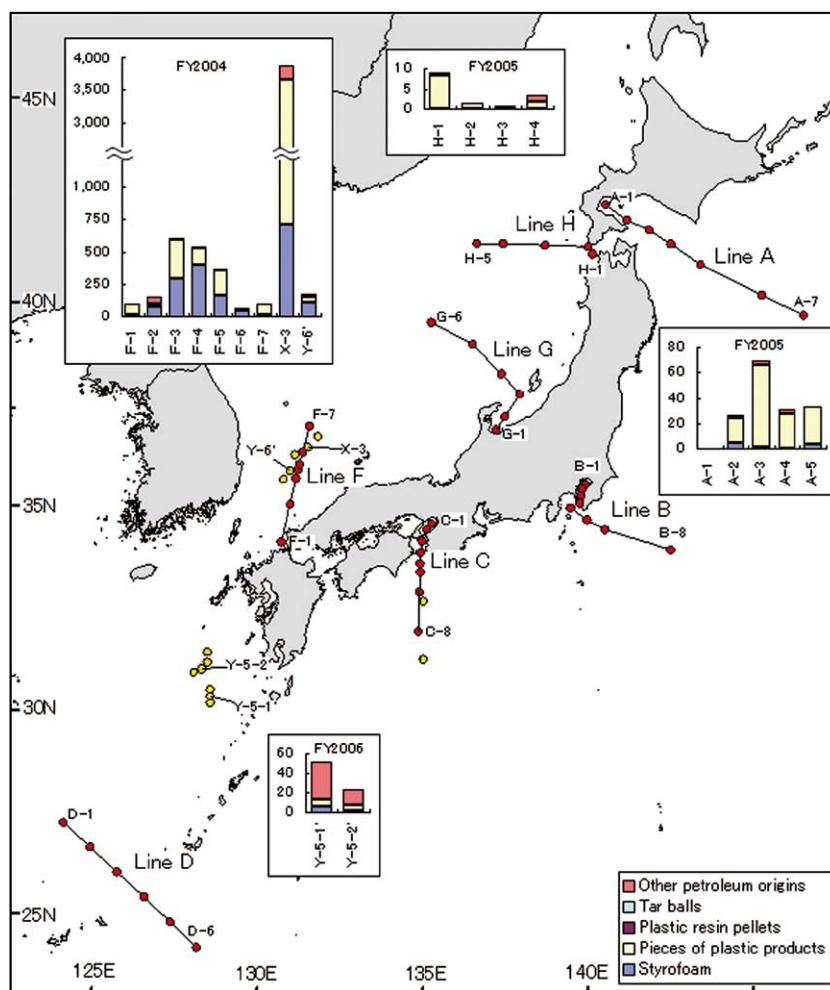 FY2004
4,000
3,500
3,000
1,000
750
500
250
0
F-1
F-2
F-3
F-4
F-5
F-6
F-7
X-3
Y-6'
FY2005
10
5
0
H-1
H-2
H-3
H-4
45N
40N
35N
30N
25N
A-1
Line H
H-5
H-1
Line A
A-7
G-6
Line G
G-1
FY2005
80
60
40
20
0
A-1
A-2
A-3
A-4
A-5
F-7
Y-6'
X-3
Line F
F-1
B-1
Line B
B-8
C-1
Line C
C-8
Y-5-2
Y-5-1
FY2006
60
40
20
0
Y-5-1'
Y-5-2'
D-1
Line D
D-6
Other petroleum origins
Tar balls
Plastic resin pellets
Pieces of plastic products
Styrofoam
125E
130E
135E
140E